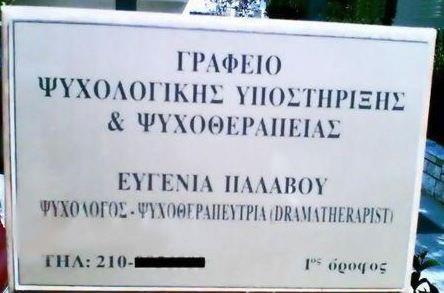 ΓΡΑΦΕΙΟ
ΨΥΧΟΛΟΓΙΚΗΣ ΥΠΟΣΤΗΡΙΞΗΣ
& ΨΥΧΟΘΕΡΑΠΕΙΑΣ
ΕΥΓΕΝΙΑ ΠΑΛΑΒΟΥ
ΨΥΧΟΛΟΓΟΣ - ΨΥΧΟΘΕΡΑΠΕΥΤΡΙΑ (DRAMATHERAPIST)
ΤΗΛ: 210- 1ος όροφος